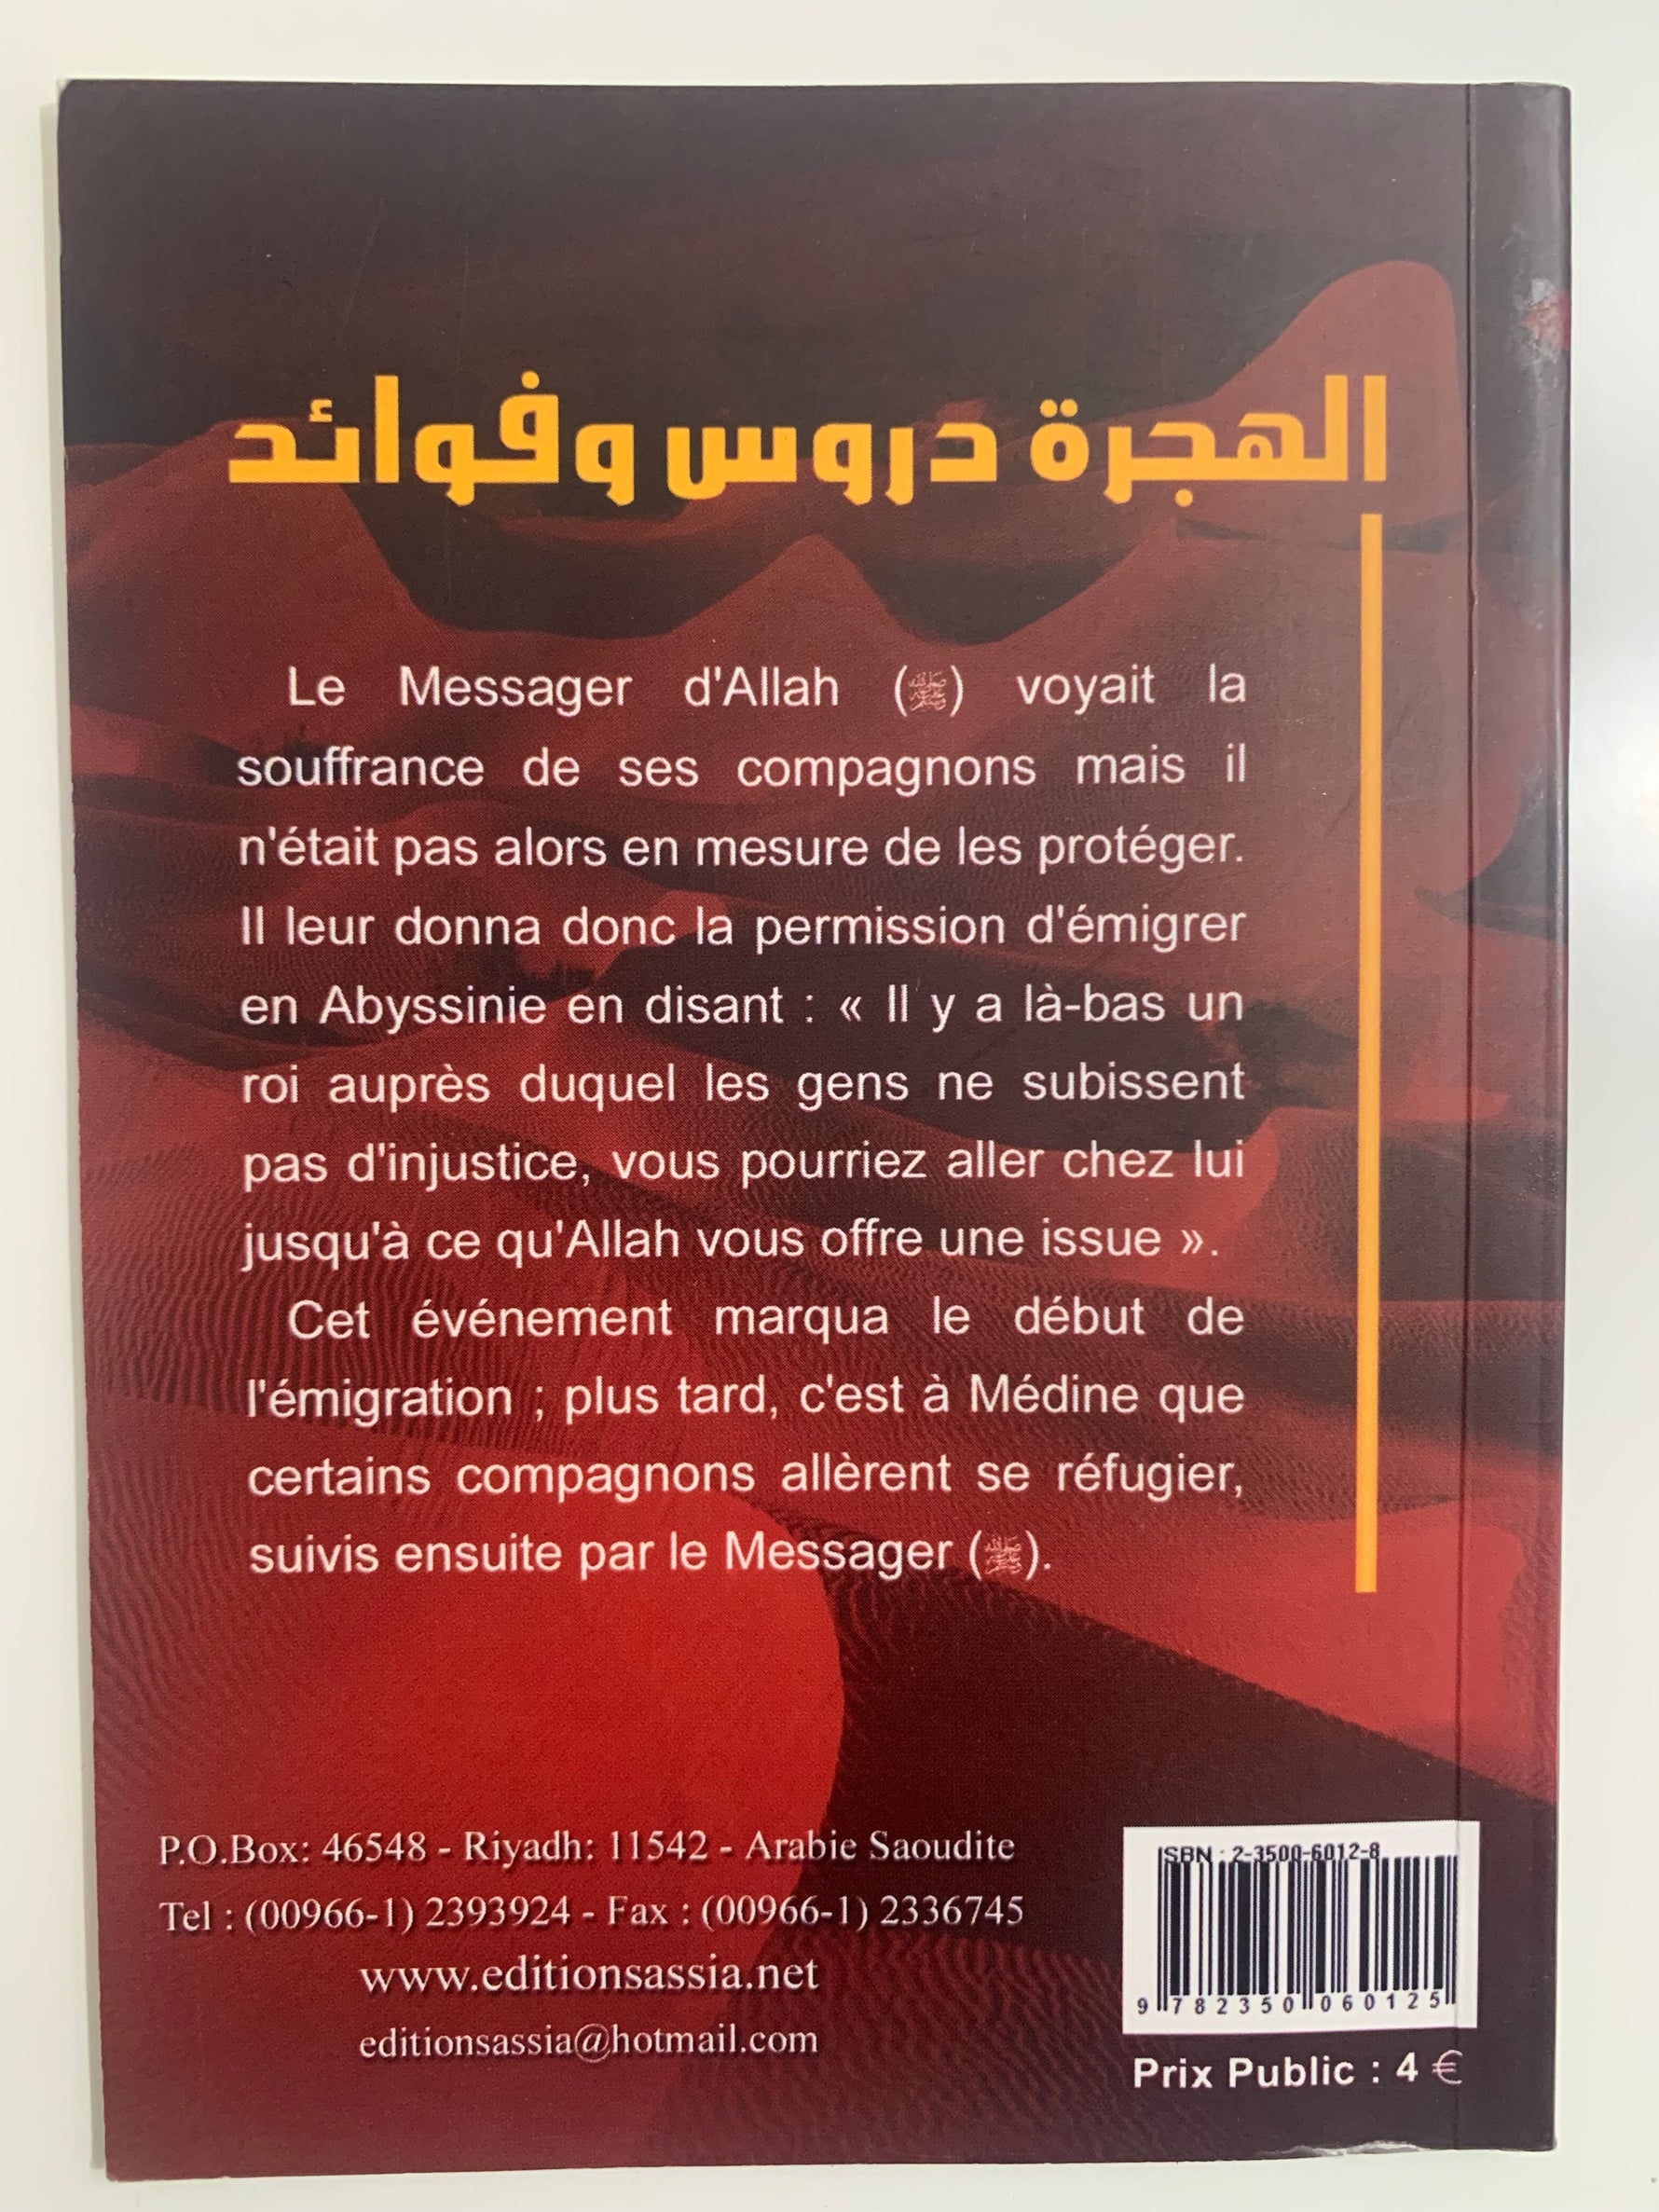 الهجرة دروس وفوائد
Le Messager d'Allah (ﷺ) voyait la
souffrance de ses compagnons mais il
n'était pas alors en mesure de les protéger.
Il leur donna donc la permission d'émigrer
en Abyssinie en disant : « Il y a là-bas un
roi auprès duquel les gens ne subissent
pas d'injustice, vous pourriez aller chez lui
jusqu'à ce qu'Allah vous offre une issue ».
Cet événement marqua le début de
l'émigration ; plus tard, c'est à Médine que
certains compagnons allèrent se réfugier,
suivis ensuite par le Messager (ﷺ).
P.O.Box: 46548 - Riyadh: 11542 - Arabie Saoudite
Tel : (00966-1) 2393924 - Fax : (00966-1) 2336745
www.editionsassia.net
editionsassia@hotmail.com
ISBN : 2-3500-6012-8
9 782350 060125
Prix Public : 4 €